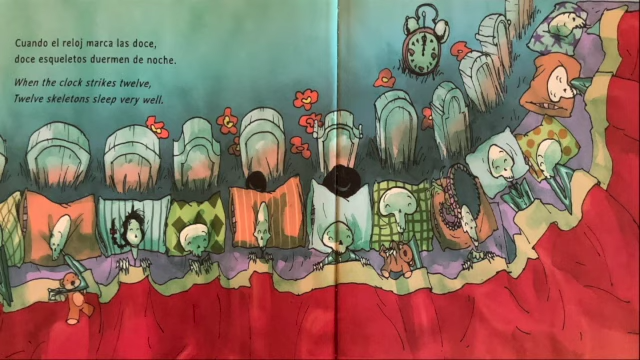 Cuando el reloj marca las doce,
doce esqueletos duermen de noche.
When the clock strikes twelve,
Twelve skeletons sleep very well.